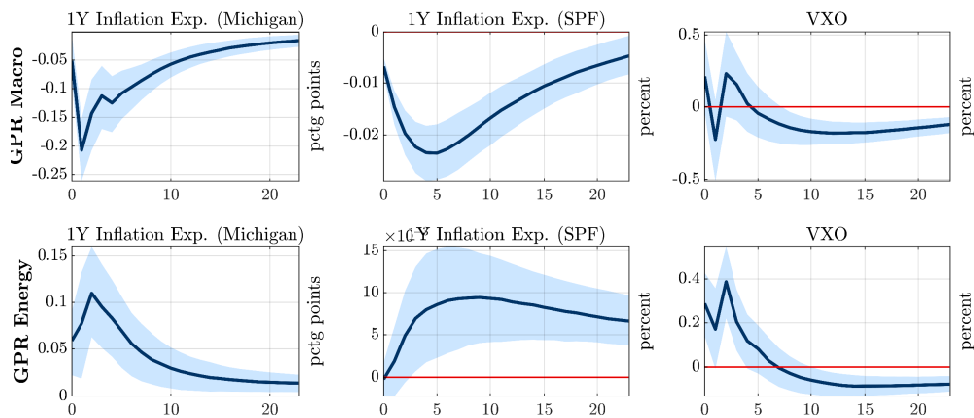 1Y Inflation Exp. (Michigan) 1Y Inflation Exp. (SPF) VXO
GPR Macro
-0.05
-0.1
-0.15
-0.2
-0.25
0 10 20
pctg points
0
-0.01
-0.02
0 5 10 15 20
percent
0.5
0
-0.5
0 5 10 15 20
percent
1Y Inflation Exp. (Michigan) 1Y Inflation Exp. (SPF) VXO
GPR Energy
0.15
0.1
0.05
0
0 10 20
pctg points
15
10
5
0
0 5 10 15 20
percent
0.4
0.2
0
0 5 10 15 20
percent